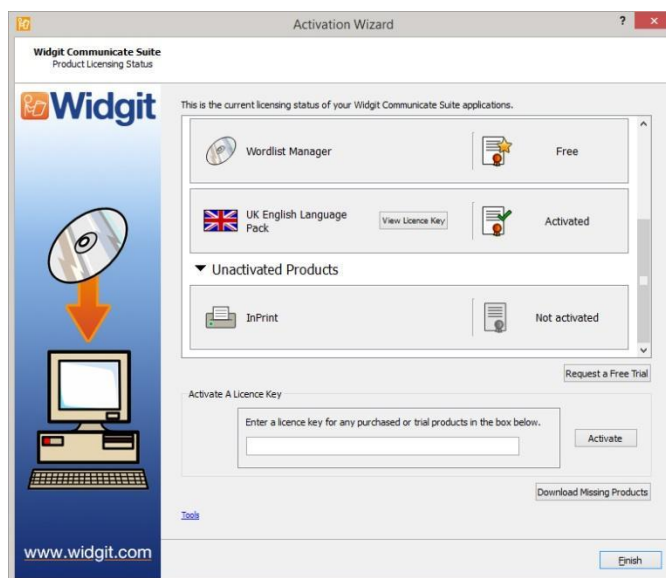 Activation Wizard
?
Widgit Communicate Suite
Product Licensing Status
Widgit
This is the current licensing status of your Widgit Communicate Suite applications.
Wordlist Manager
Free
UK English Language
Pack
View Licence Key
Activated
Unactivated Products
InPrint
Not activated
Request a Free Trial
Activate A Licence Key
Enter a licence key for any purchased or trial products in the box below.
Activate
Download Missing Products
Tools
www.widgit.com
Finish